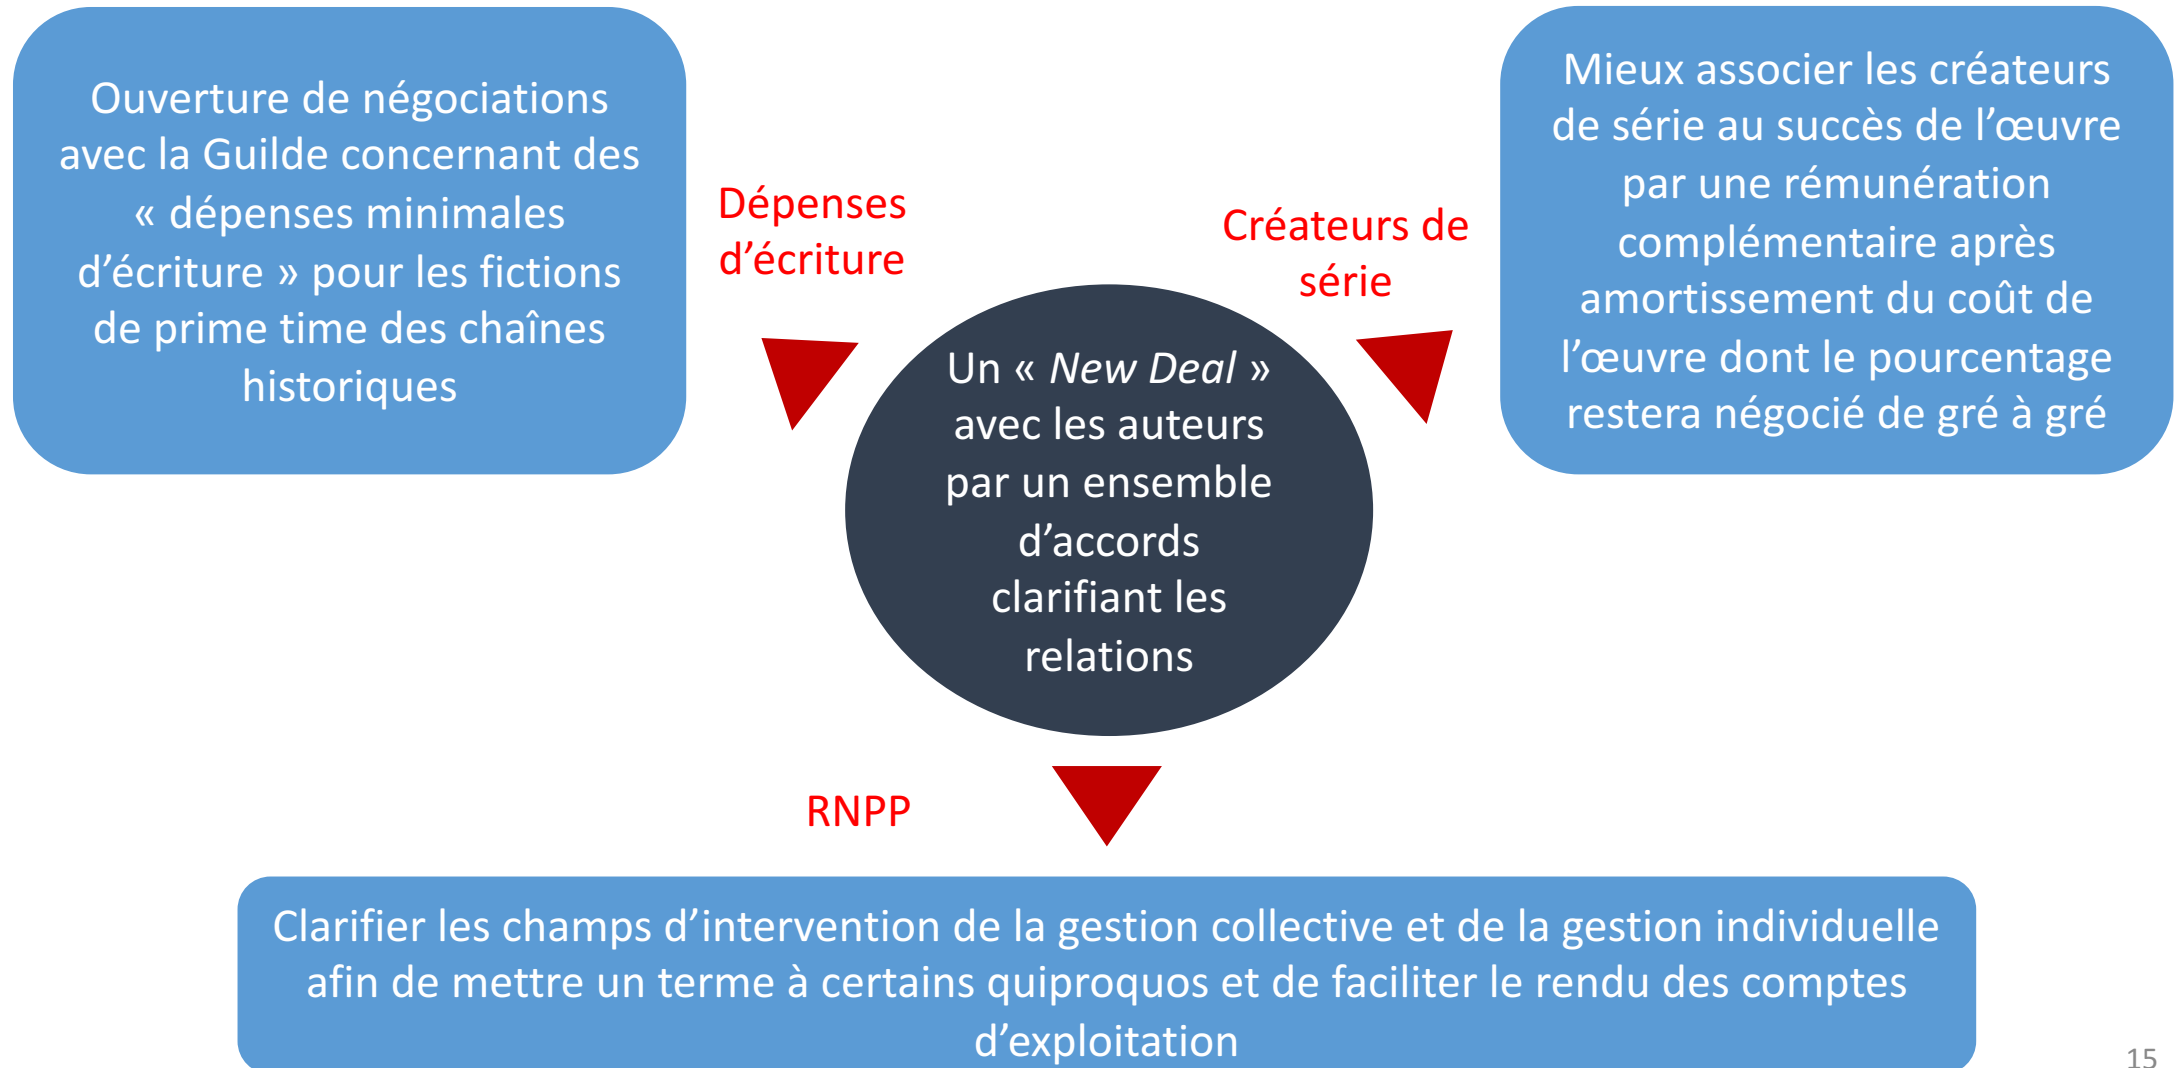 Ouverture de négociations
avec la Guilde concernant des
« dépenses minimales
d’écriture » pour les fictions
de prime time des chaînes
historiques
Dépenses
d’écriture
Créateurs de
série
Mieux associer les créateurs
de série au succès de l’œuvre
par une rémunération
complémentaire après
amortissement du coût de
l’œuvre dont le pourcentage
restera négocié de gré à gré
Un « New Deal »
avec les auteurs
par un ensemble
d’accords
clarifiant les
relations
RNPP
Clarifier les champs d’intervention de la gestion collective et de la gestion individuelle
afin de mettre un terme à certains quiproquos et de faciliter le rendu des comptes
d’exploitation
15